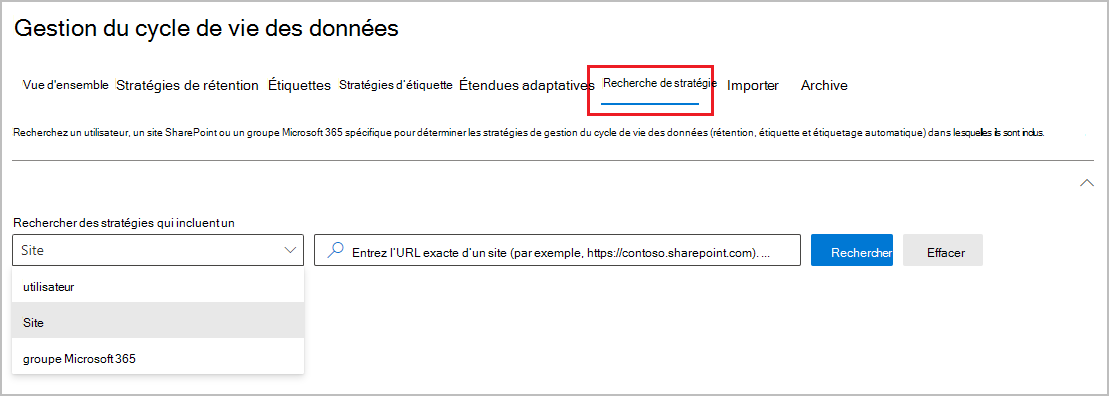 Gestion du cycle de vie des données
Vue d'ensemble Stratégies de rétention Étiquettes Stratégies d'étiquette Étendues adaptatives Recherche de stratégie Importer Archive
Recherchez un utilisateur, un site SharePoint ou un groupe Microsoft 365 spécifique pour déterminer les stratégies de gestion du cycle de vie des données (rétention, étiquette et étiquetage automatique) dans lesquelles ils sont inclus.
Rechercher des stratégies qui incluent un
Site Entrez l'URL exacte d'un site (par exemple, https://contoso.sharepoint.com). ... Rechercher Effacer
utilisateur
Site
groupe Microsoft 365